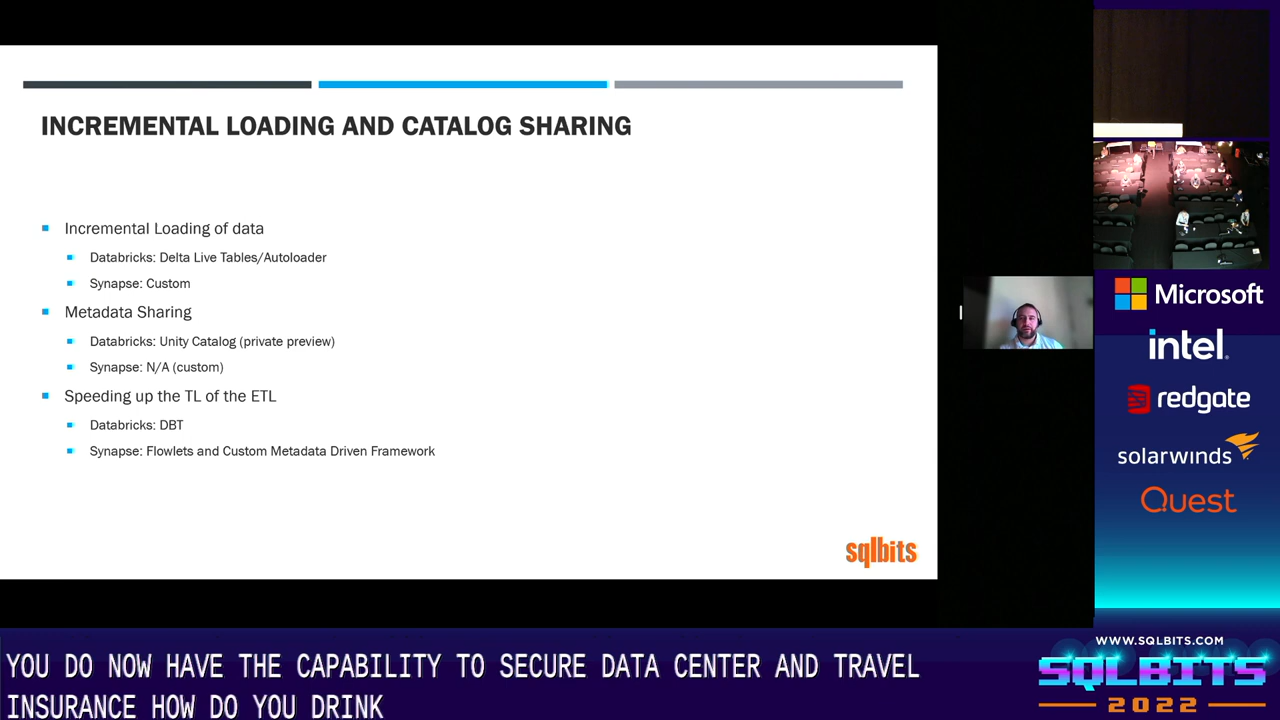 INCREMENTAL LOADING AND CATALOG SHARING
Incremental Loading of data
Databricks: Delta Live Tables/Autoloader
Synapse: Custom
Metadata Sharing
Databricks: Unity Catalog (private preview)
Synapse: N/A (custom)
Speeding up the TL of the ETL
Databricks: DBT
Synapse: Flowlets and Custom Metadata Driven Framework
sqlbits
Microsoft
intel.
redgate
solarwinds
Quest
YOU DO NOW HAVE THE CAPABILITY TO SECURE DATA CENTER AND TRAVEL
INSURANCE HOW DO YOU DRINK
WWW.SQLBITS.COM
SQLBITS
2022